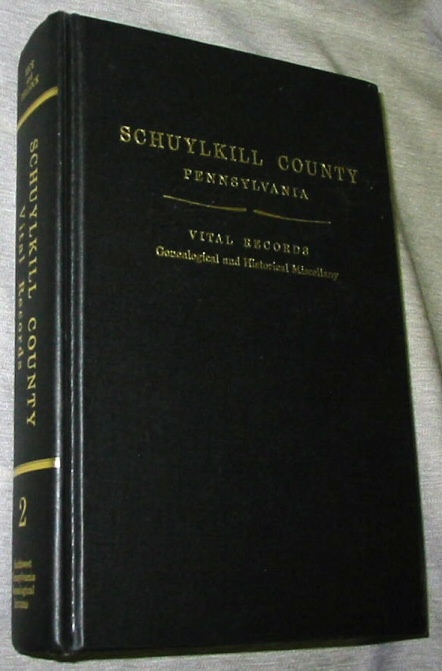 SCHUYLKILL COUNTY
PENNSYLVANIA
VITAL RECORDS
Genealogical and Historical Miscellany
SCHUYLKILL COUNTY
Vital Records
2